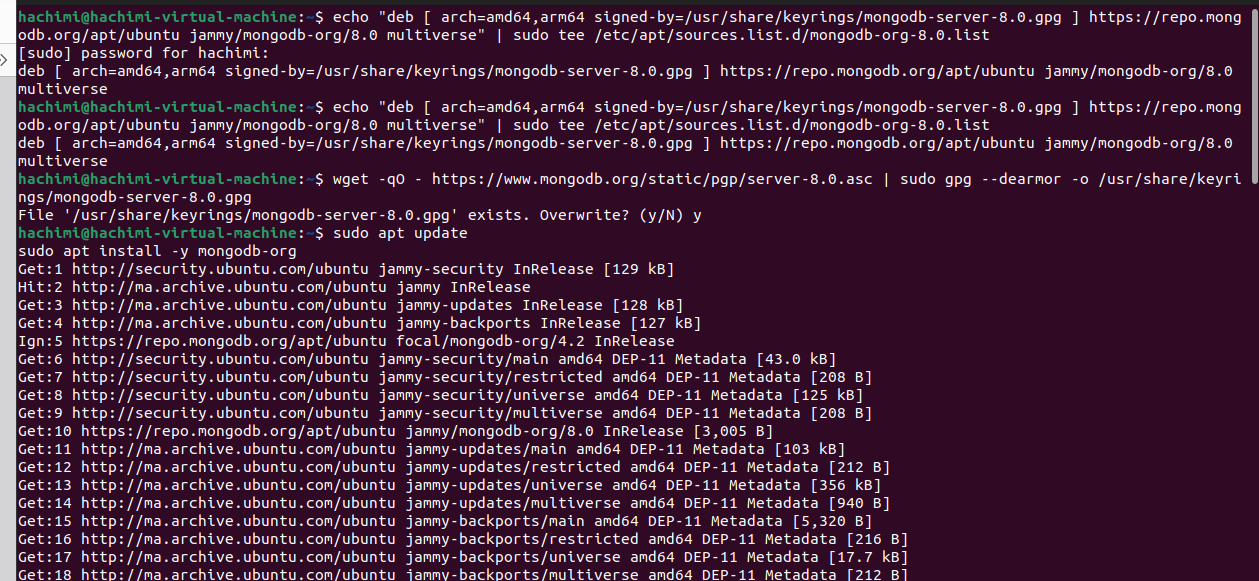 hachimi@hachimi-virtual-machine:~$ echo "deb [ arch=amd64,arm64 signed-by=/usr/share/keyrings/mongodb-server-8.0.gpg ] https://repo.mong
odb.org/apt/ubuntu jammy/mongodb-org/8.0 multiverse" | sudo tee /etc/apt/sources.list.d/mongodb-org-8.0.list
[sudo] password for hachimi:
deb [ arch=amd64,arm64 signed-by=/usr/share/keyrings/mongodb-server-8.0.gpg ] https://repo.mongodb.org/apt/ubuntu jammy/mongodb-org/8.0
multiverse
hachimi@hachimi-virtual-machine:~$ echo "deb [ arch=amd64,arm64 signed-by=/usr/share/keyrings/mongodb-server-8.0.gpg ] https://repo.mong
odb.org/apt/ubuntu jammy/mongodb-org/8.0 multiverse" | sudo tee /etc/apt/sources.list.d/mongodb-org-8.0.list
deb [ arch=amd64,arm64 signed-by=/usr/share/keyrings/mongodb-server-8.0.gpg ] https://repo.mongodb.org/apt/ubuntu jammy/mongodb-org/8.0
multiverse
hachimi@hachimi-virtual-machine:~$ wget -qO - https://www.mongodb.org/static/pgp/server-8.0.asc | sudo gpg --dearmor -o /usr/share/keyri
ngs/mongodb-server-8.0.gpg
File '/usr/share/keyrings/mongodb-server-8.0.gpg' exists. Overwrite? (y/N) y
hachimi@hachimi-virtual-machine:~$ sudo apt update
sudo apt install -y mongodb-org
Get:1 http://security.ubuntu.com/ubuntu jammy-security InRelease [129 kB]
Hit:2 http://ma.archive.ubuntu.com/ubuntu jammy InRelease
Get:3 http://ma.archive.ubuntu.com/ubuntu jammy-updates InRelease [128 kB]
Get:4 http://ma.archive.ubuntu.com/ubuntu jammy-backports InRelease [127 kB]
Ign:5 https://repo.mongodb.org/apt/ubuntu focal/mongodb-org/4.2 InRelease
Get:6 http://security.ubuntu.com/ubuntu jammy-security/main amd64 DEP-11 Metadata [43.0 kB]
Get:7 http://security.ubuntu.com/ubuntu jammy-security/restricted amd64 DEP-11 Metadata [208 B]
Get:8 http://security.ubuntu.com/ubuntu jammy-security/universe amd64 DEP-11 Metadata [125 kB]
Get:9 http://security.ubuntu.com/ubuntu jammy-security/multiverse amd64 DEP-11 Metadata [208 B]
Get:10 https://repo.mongodb.org/apt/ubuntu jammy/mongodb-org/8.0 InRelease [3,005 B]
Get:11 http://ma.archive.ubuntu.com/ubuntu jammy-updates/main amd64 DEP-11 Metadata [103 kB]
Get:12 http://ma.archive.ubuntu.com/ubuntu jammy-updates/restricted amd64 DEP-11 Metadata [212 B]
Get:13 http://ma.archive.ubuntu.com/ubuntu jammy-updates/universe amd64 DEP-11 Metadata [356 kB]
Get:14 http://ma.archive.ubuntu.com/ubuntu jammy-updates/multiverse amd64 DEP-11 Metadata [940 B]
Get:15 http://ma.archive.ubuntu.com/ubuntu jammy-backports/main amd64 DEP-11 Metadata [5,320 B]
Get:16 http://ma.archive.ubuntu.com/ubuntu jammy-backports/restricted amd64 DEP-11 Metadata [216 B]
Get:17 http://ma.archive.ubuntu.com/ubuntu jammy-backports/universe amd64 DEP-11 Metadata [17.7 kB]
Get:18 http://ma.archive.ubuntu.com/ubuntu jammy-backports/multiverse amd64 DEP-11 Metadata [212 B]